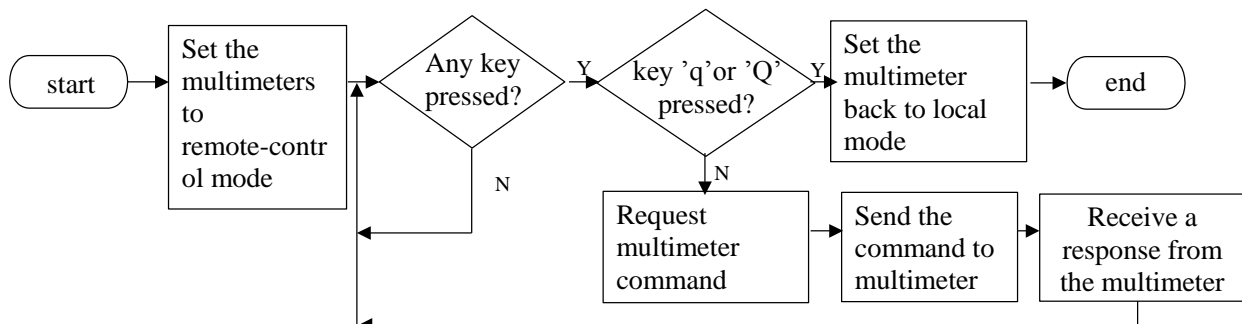 start
Set the
multimeters
to
remote-contr
ol mode
Any key
pressed?
Y
N
key ’q’or ’Q’
pressed?
Y
N
Set the
multimeter
back to local
mode
end
Request
multimeter
command
Send the
command to
multimeter
Receive a
response from
the multimeter